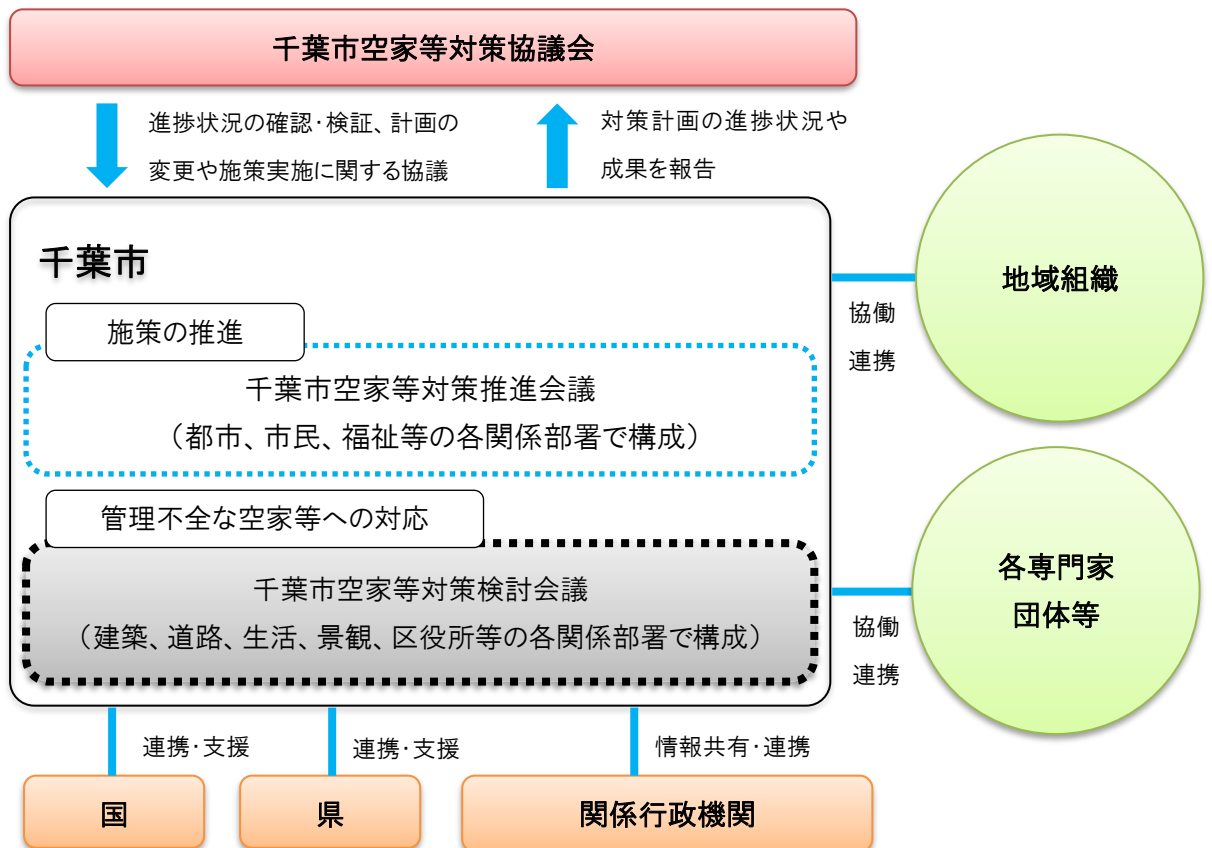 千葉市空家等対策協議会
進捗状況の確認・検証、計画の
変更や施策実施に関する協議
対策計画の進捗状況や
成果を報告
千葉市
施策の推進
千葉市空家等対策推進会議
（都市、市民、福祉等の各関係部署で構成）
管理不全な空家等への対応
千葉市空家等対策検討会議
（建築、道路、生活、景観、区役所等の各関係部署で構成）
協働
連携
地域組織
協働
連携
各専門家
団体等
連携・支援
連携・支援
情報共有・連携
国
県
関係行政機関